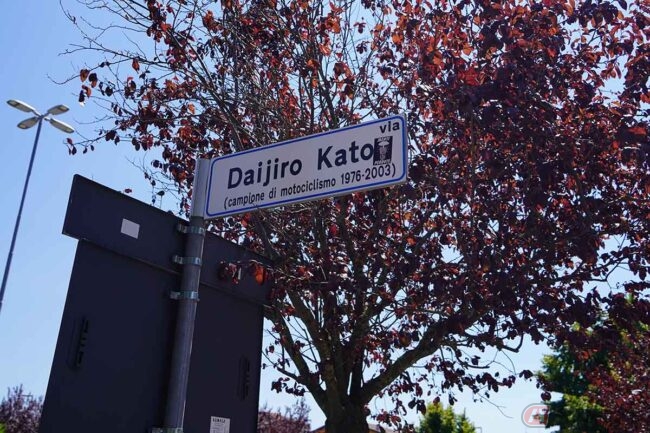 via
Daijiro Kato
(campione di motociclismo 1976-2003)